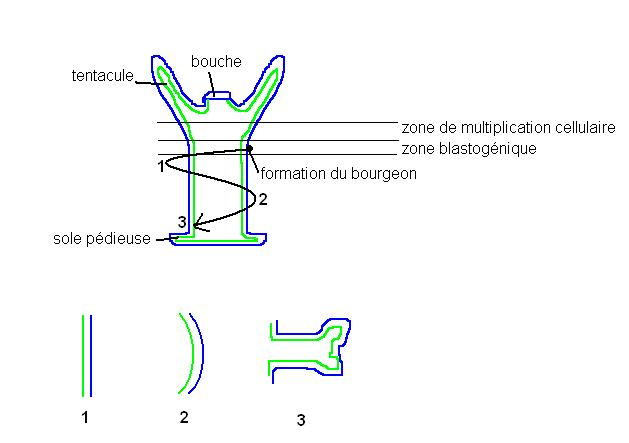 bouche
tentacule
zone de multiplication cellulaire
zone blastogénique
1
formation du bourgeon
2
3
sole pédieuse
1
2
3